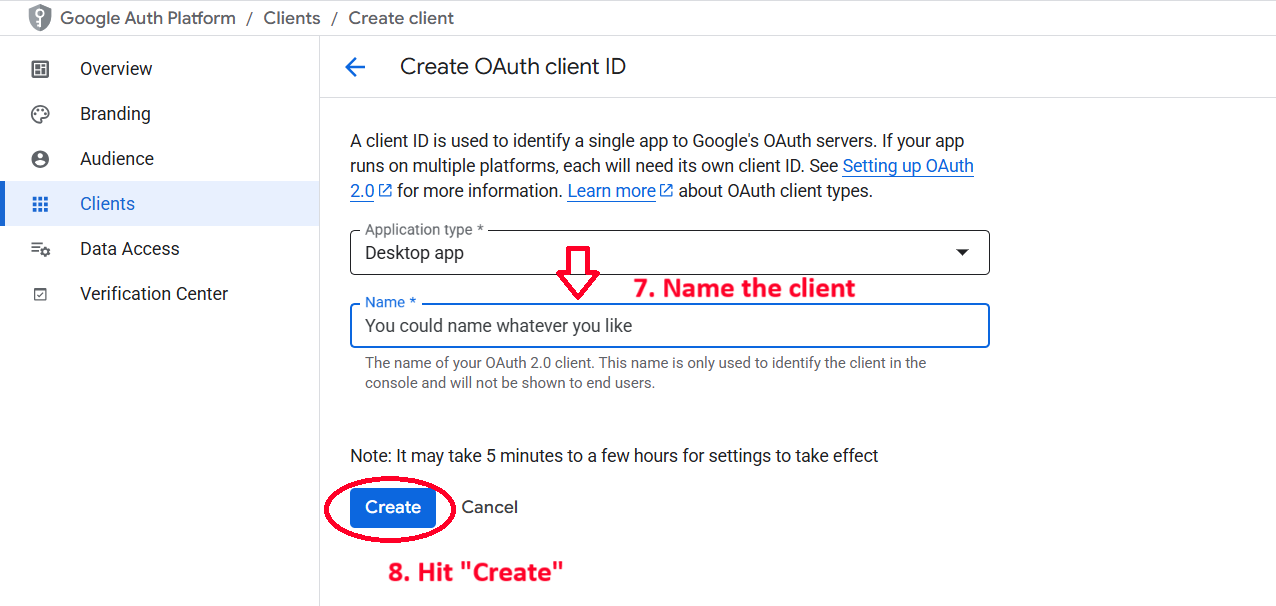 Google Auth Platform / Clients / Create client
Overview
Branding
Audience
Clients
Data Access
Verification Center
Create OAuth client ID
A client ID is used to identify a single app to Google's OAuth servers. If your app
runs on multiple platforms, each will need its own client ID. See Setting up OAuth
2.0 for more information. Learn more about OAuth client types.
Application type *
Desktop app
7. Name the client
Name *
You could name whatever you like
The name of your OAuth 2.0 client. This name is only used to identify the client in the
console and will not be shown to end users.
Note: It may take 5 minutes to a few hours for settings to take effect
Create Cancel
8. Hit "Create"